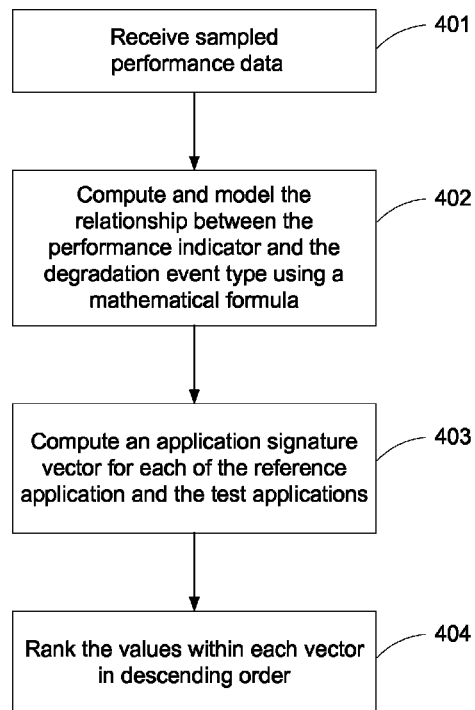 Receive sampled
performance data
401
Compute and model the
relationship between the
performance indicator and the
degradation event type using a
mathematical formula
402
Compute an application signature
vector for each of the reference
application and the test applications
403
Rank the values within each vector
in descending order
404